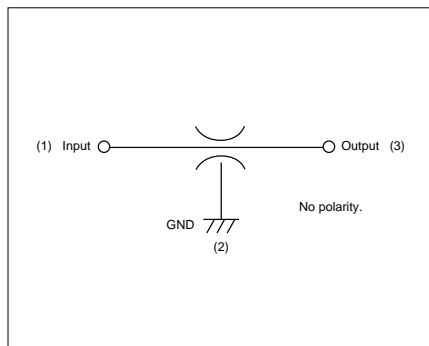 (1) Input Output (3)
No polarity.
GND
(2)